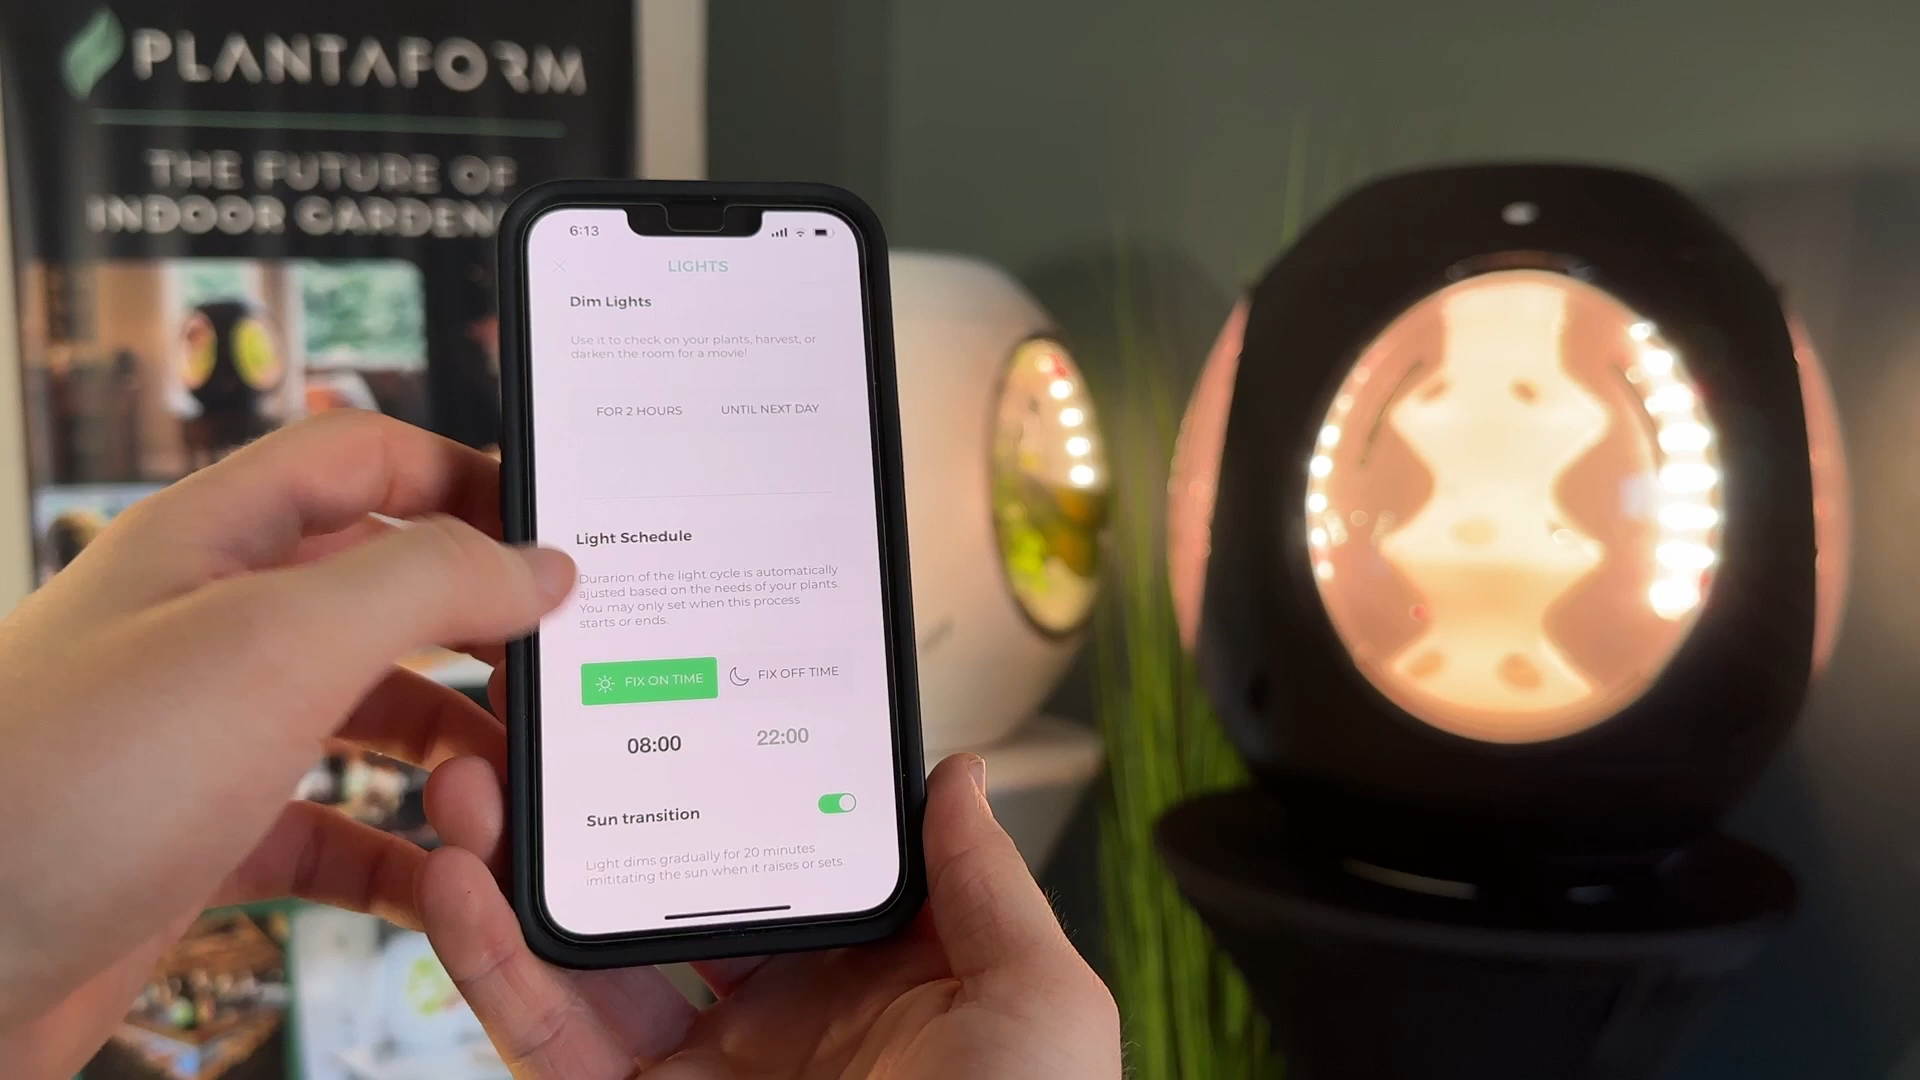 PLANTAFORM
THE FUTURE OF
INDOOR GARDEN
6:13
LIGHTS
Dim Lights
Use it to check on your plants, harvest, or
darken the room for a movie!
FOR 2 HOURS
UNTIL NEXT DAY
Light Schedule
Durarion of the light cycle is automatically
ajusted based on the needs of your plants.
You may only set when this process
starts or ends.
FIX ON TIME
FIX OFF TIME
08:00
22:00
Sun transition
Light dims gradually for 20 minutes
imititating the sun when it raises or sets.